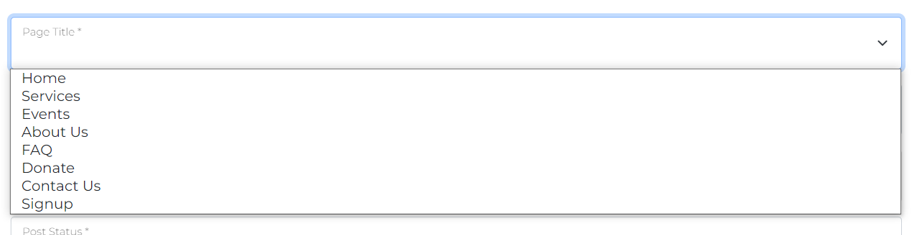 Page Title *
Home
Services
Events
About Us
FAQ
Donate
Contact Us
Signup
Post Status *